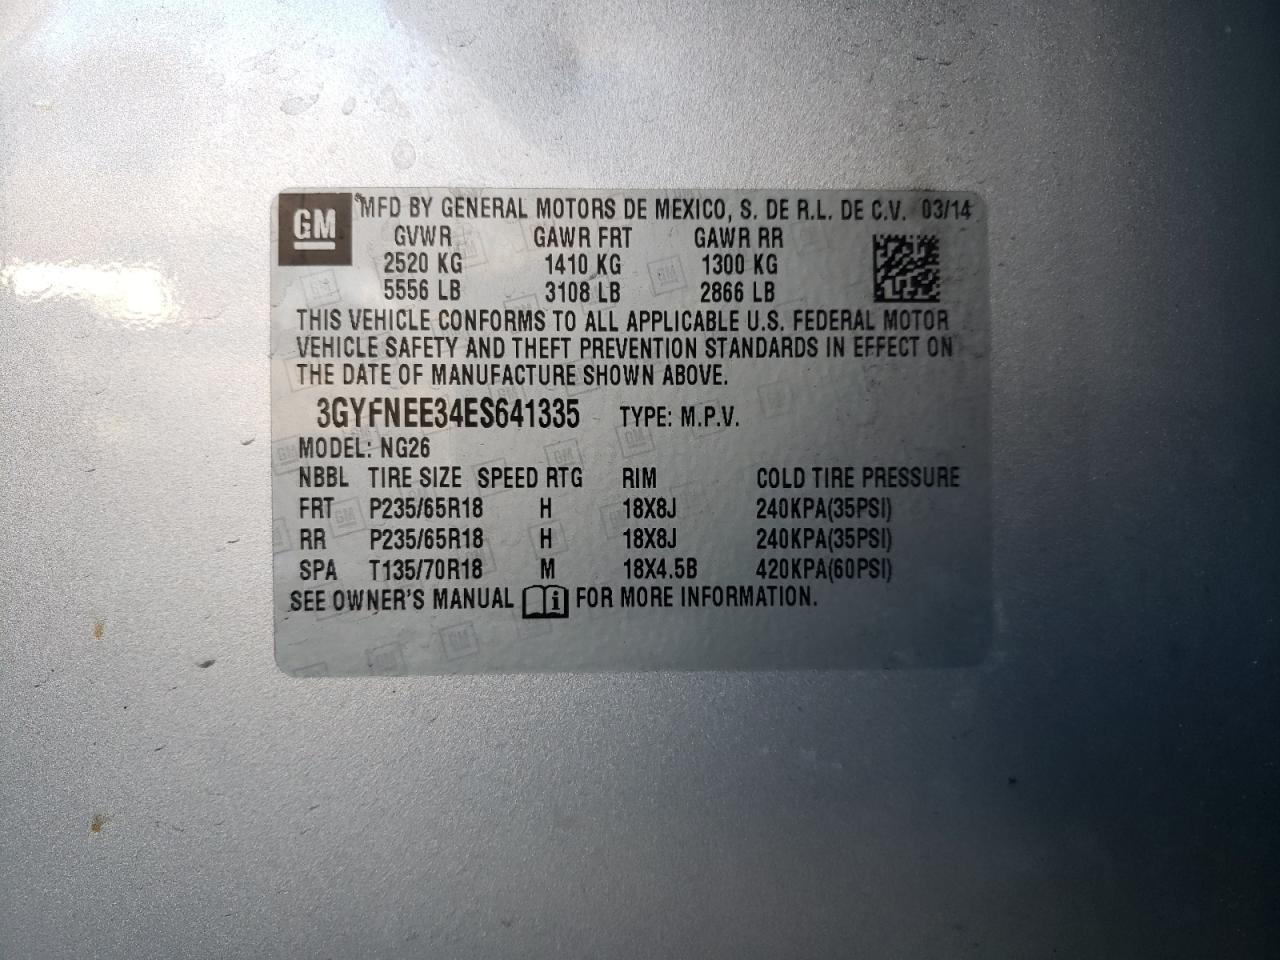 GM MFD BY GENERAL MOTORS DE MEXICO, S. DE R.L. DE C.V. 03/14
GVWR GAWR FRT GAWR RR
2520 KG 1410 KG 1300 KG
5556 LB 3108 LB 2866 LB
THIS VEHICLE CONFORMS TO ALL APPLICABLE U.S. FEDERAL MOTOR
VEHICLE SAFETY AND THEFT PREVENTION STANDARDS IN EFFECT ON
THE DATE OF MANUFACTURE SHOWN ABOVE.
3GYFNEE34ES641335 TYPE: M.P.V.
MODEL: NG26
NBBL TIRE SIZE SPEED RTG RIM COLD TIRE PRESSURE
FRT P235/65R18 H 18X8J 240KPA(35PSI)
RR P235/65R18 H 18X8J 240KPA(35PSI)
SPA T135/70R18 M 18X4.5B 420KPA(60PSI)
SEE OWNER'S MANUAL i FOR MORE INFORMATION.